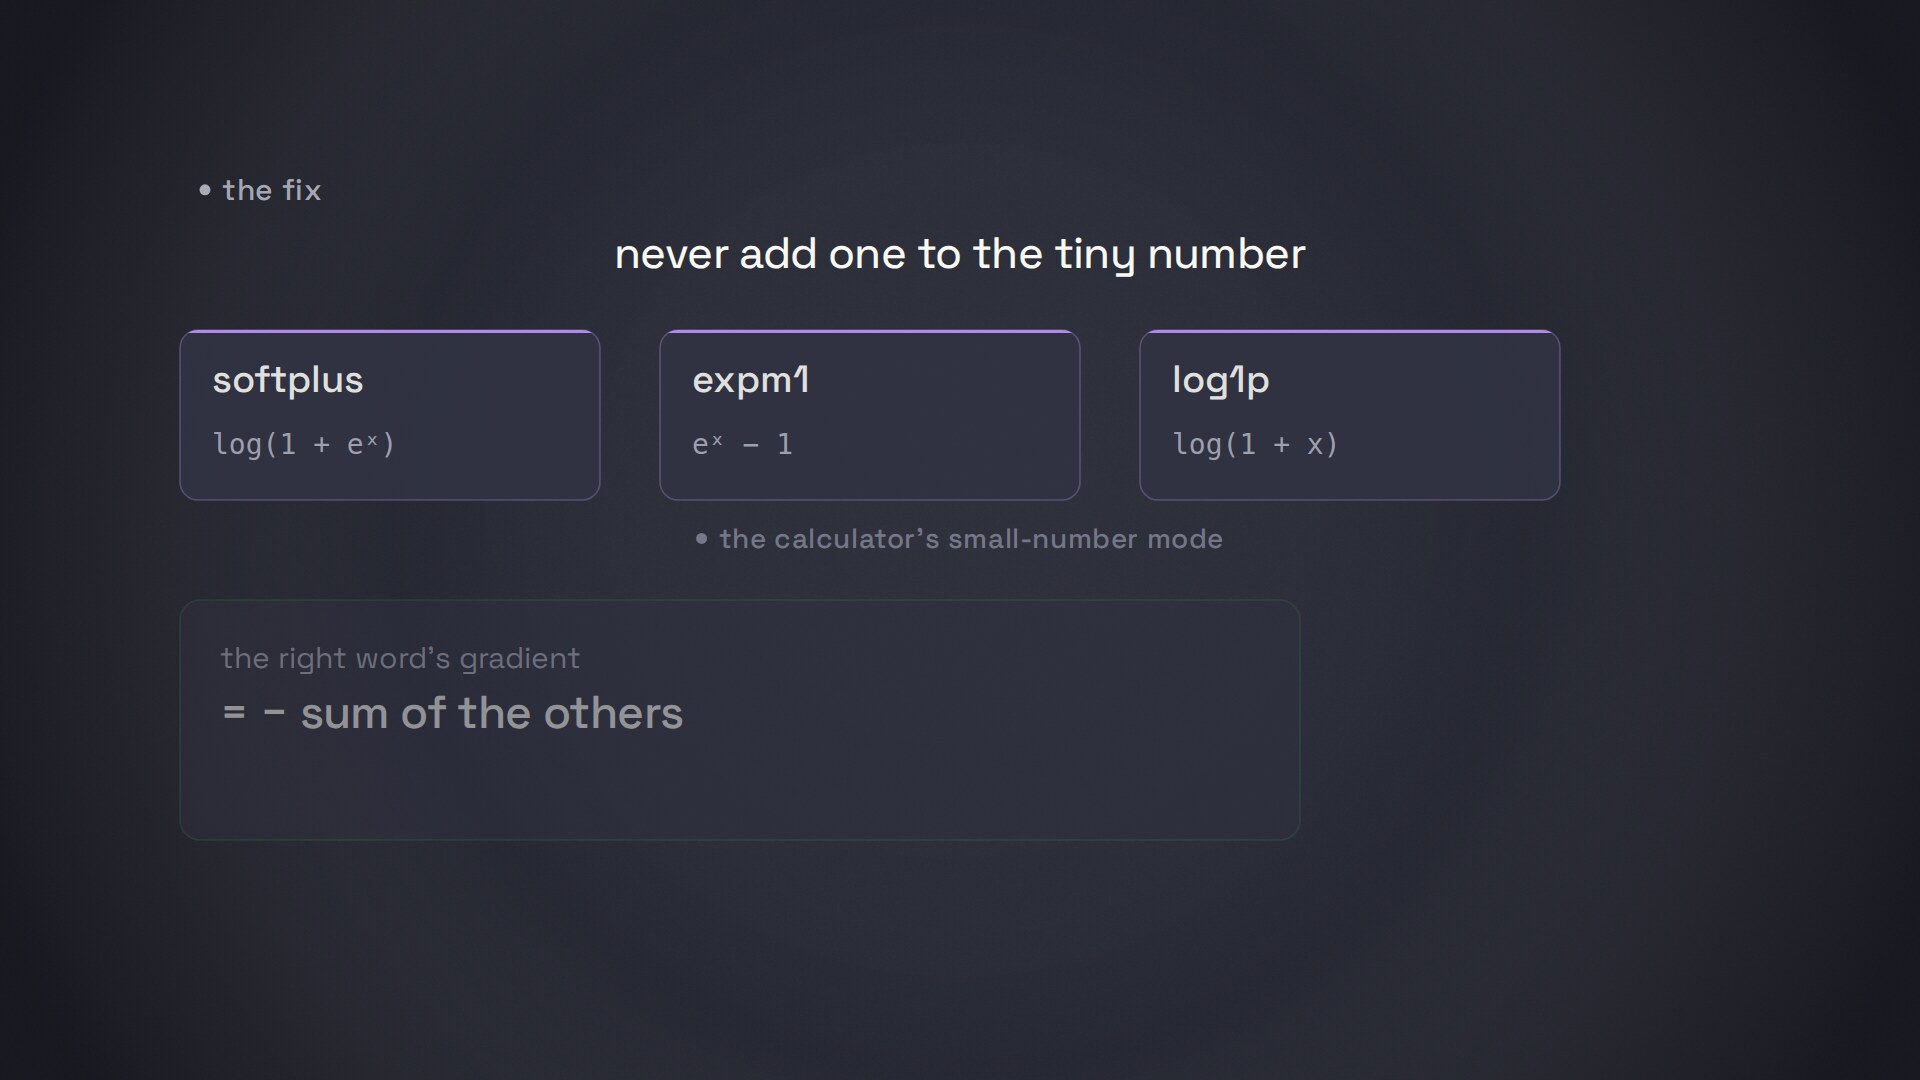 • the fix
never add one to the tiny number
softplus
log(1 + eˣ)
expm1
eˣ − 1
log1p
log(1 + x)
• the calculator’s small-number mode
the right word’s gradient
= − sum of the others